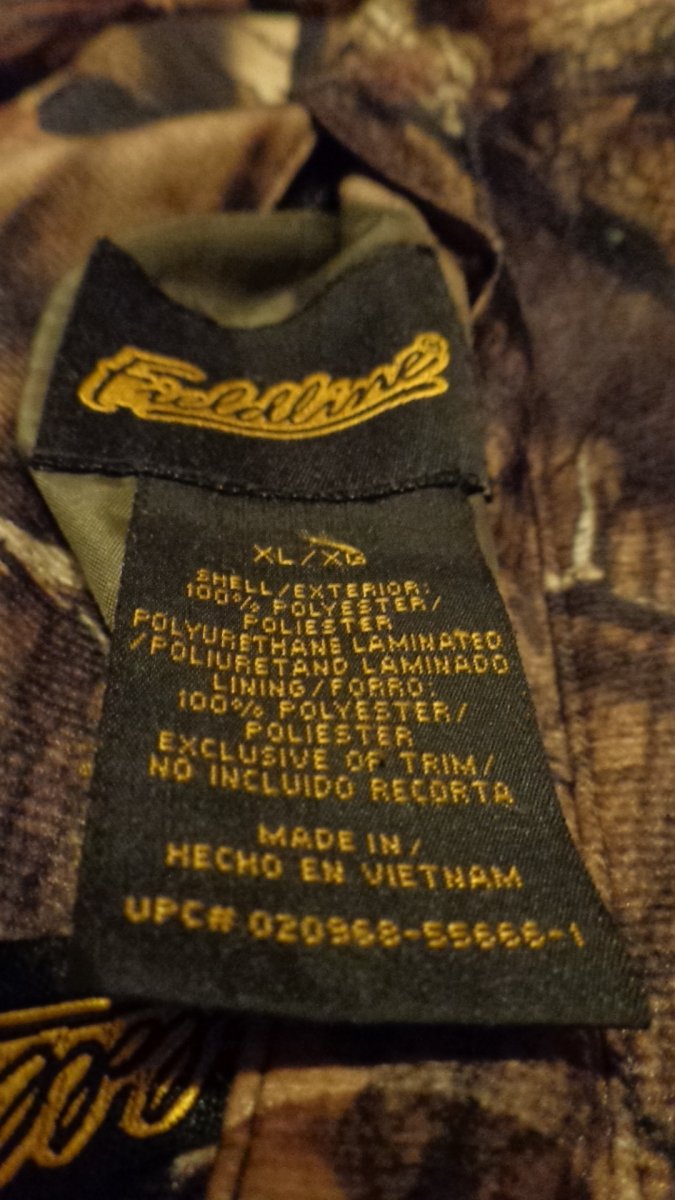 Fieldline
XL/XG
SHELL/EXTERIOR:
100% POLYESTER/
POLIESTER
POLYURETHANE LAMINATED
/POLIURETANO LAMINADO
LINING/FORRO:
100% POLYESTER/
POLIESTER
EXCLUSIVE OF TRIM/
NO INCLUIDO RECORTA
MADE IN/
HECHO EN VIETNAM
UPC# 020968-55666-1